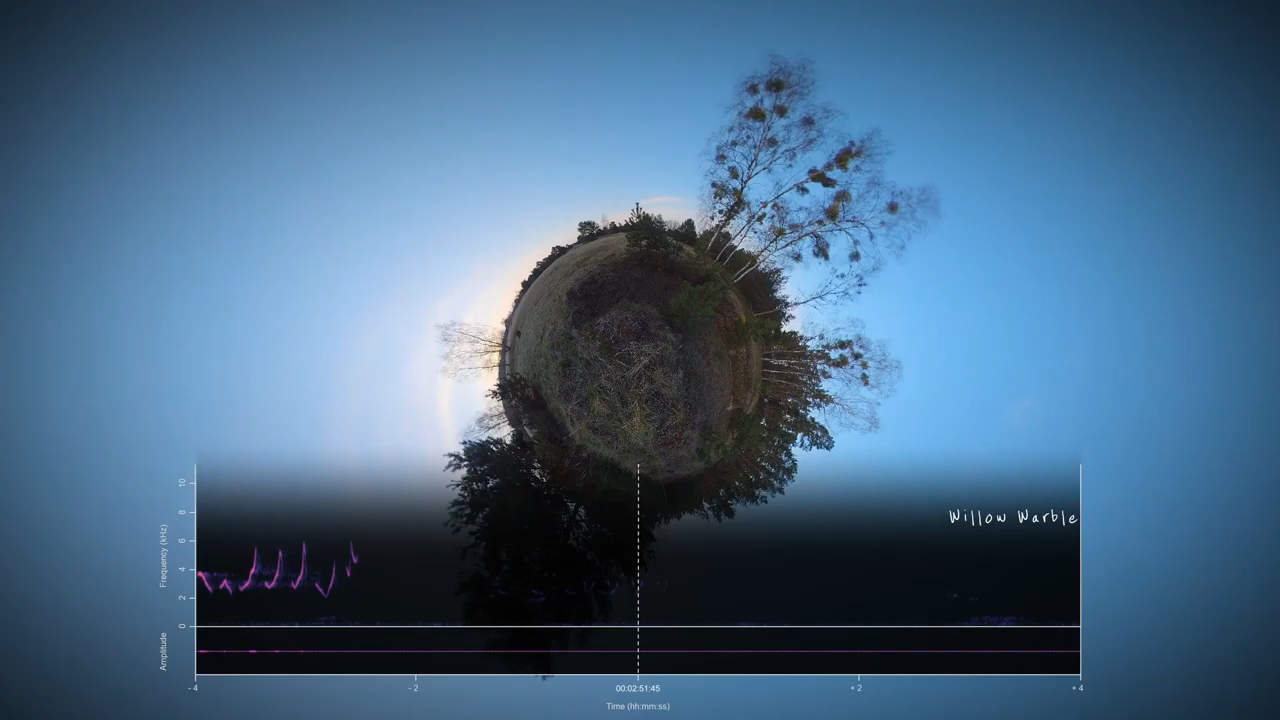 Willow Warble
Frequency (kHz)
10
8
6
4
2
0
Amplitude
- 4
- 2
00:02:51:45
+ 2
+ 4
Time (hh:mm:ss)